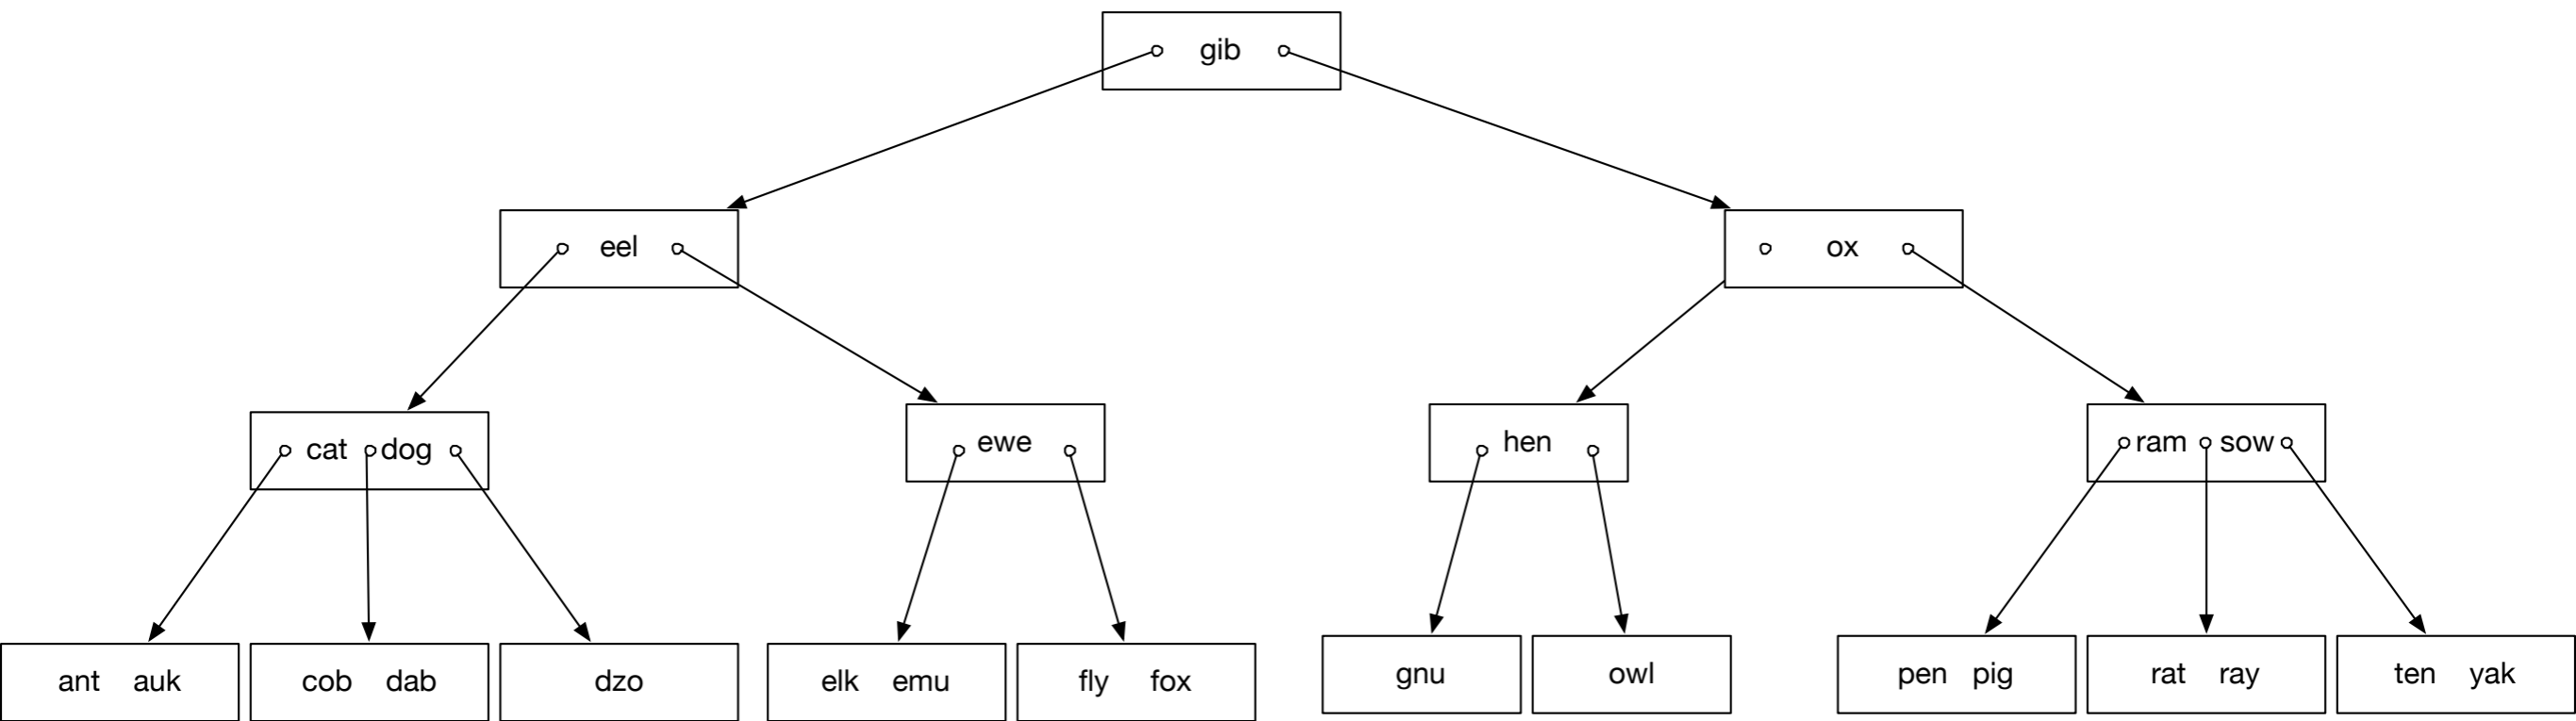 gib
eel ox
cat dog ewe hen ram sow
ant auk cob dab dzo elk emu fly fox gnu owl pen pig rat ray ten yak